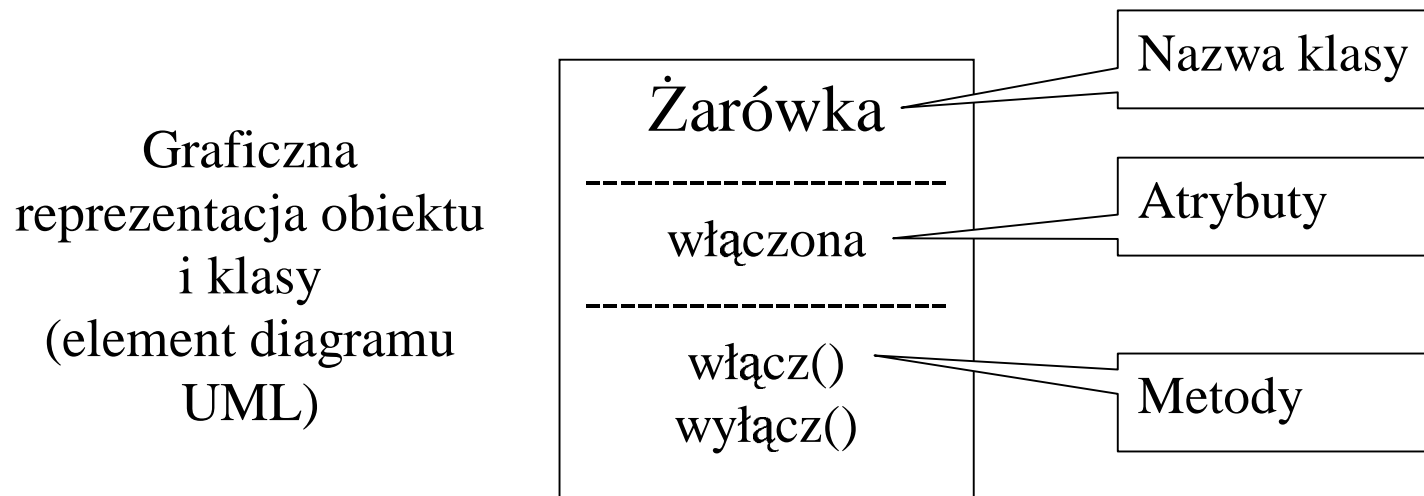 Graficzna
reprezentacja obiektu
i klasy
(element diagramu
UML)
Żarówka
włączona
włącz()
wyłącz()
Nazwa klasy
Atrybuty
Metody